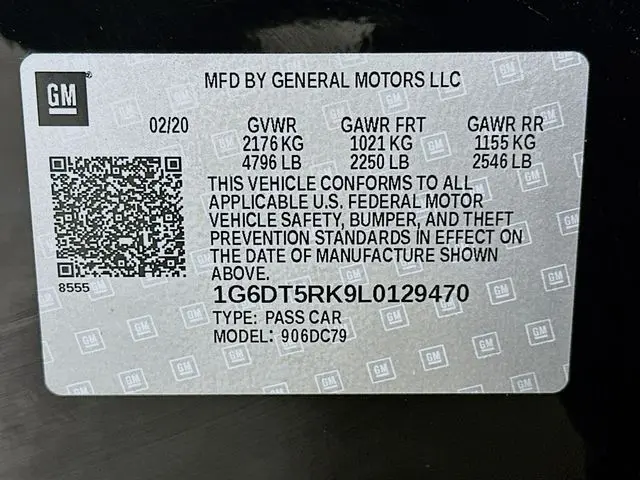 GM
MFD BY GENERAL MOTORS LLC
02/20 GVWR GAWR FRT GAWR RR
2176 KG 1021 KG 1155 KG
4796 LB 2250 LB 2546 LB
THIS VEHICLE CONFORMS TO ALL
APPLICABLE U.S. FEDERAL MOTOR
VEHICLE SAFETY, BUMPER, AND THEFT
PREVENTION STANDARDS IN EFFECT ON
THE DATE OF MANUFACTURE SHOWN
ABOVE.
8555
1G6DT5RK9L0129470
TYPE: PASS CAR
MODEL: 906DC79